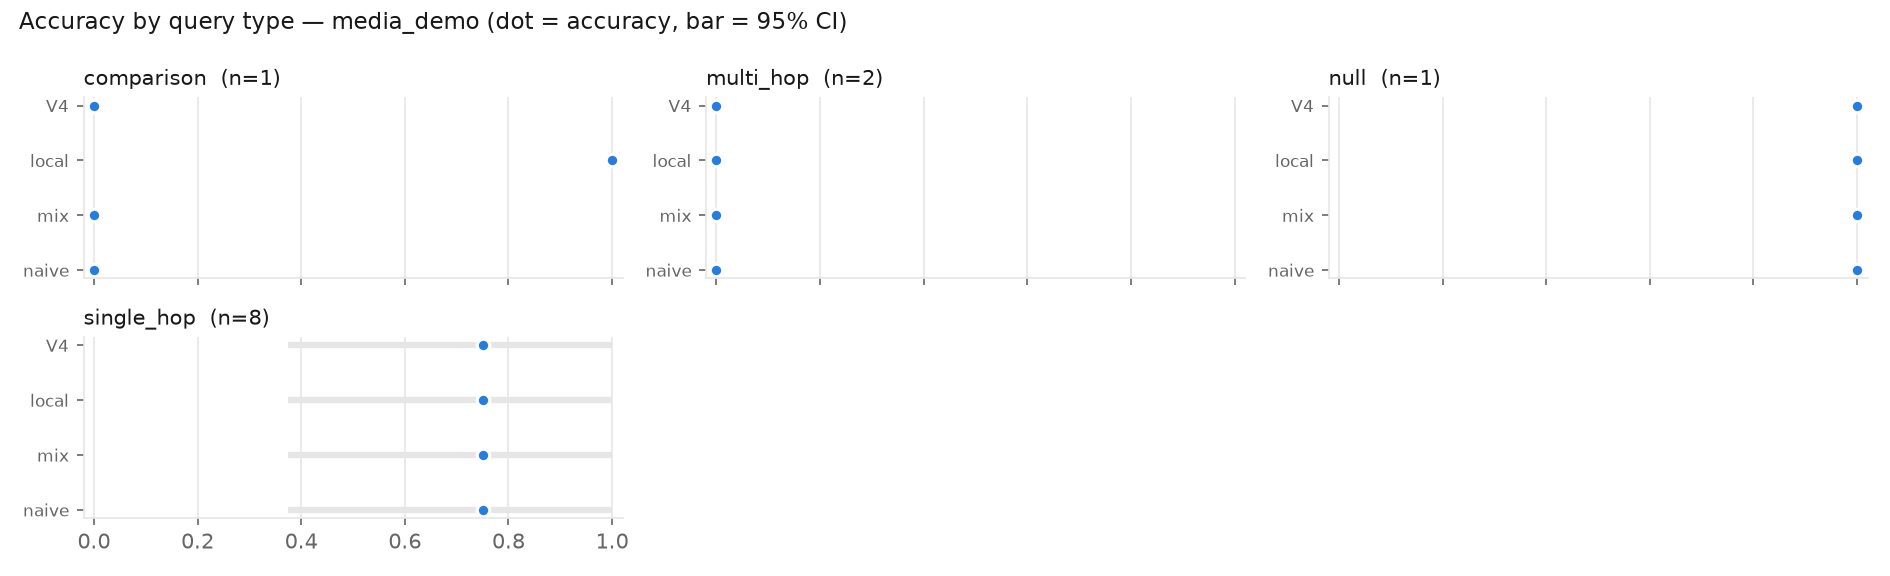 Accuracy by query type — media_demo (dot = accuracy, bar = 95% CI)
comparison (n=1)
V4
local
mix
naive
multi_hop (n=2)
V4
local
mix
naive
null (n=1)
V4
local
mix
naive
single_hop (n=8)
V4
local
mix
naive
0.0 0.2 0.4 0.6 0.8 1.0